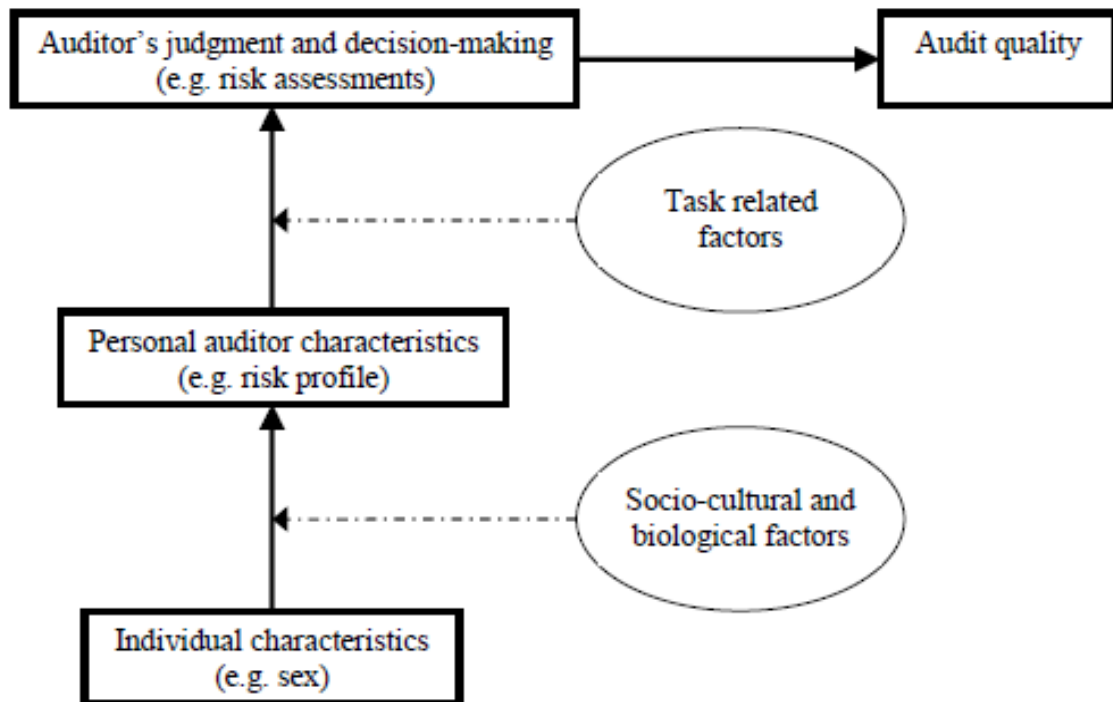 Auditor’s judgment and decision-making
(e.g. risk assessments)
Audit quality
Task related
factors
Personal auditor characteristics
(e.g. risk profile)
Socio-cultural and
biological factors
Individual characteristics
(e.g. sex)